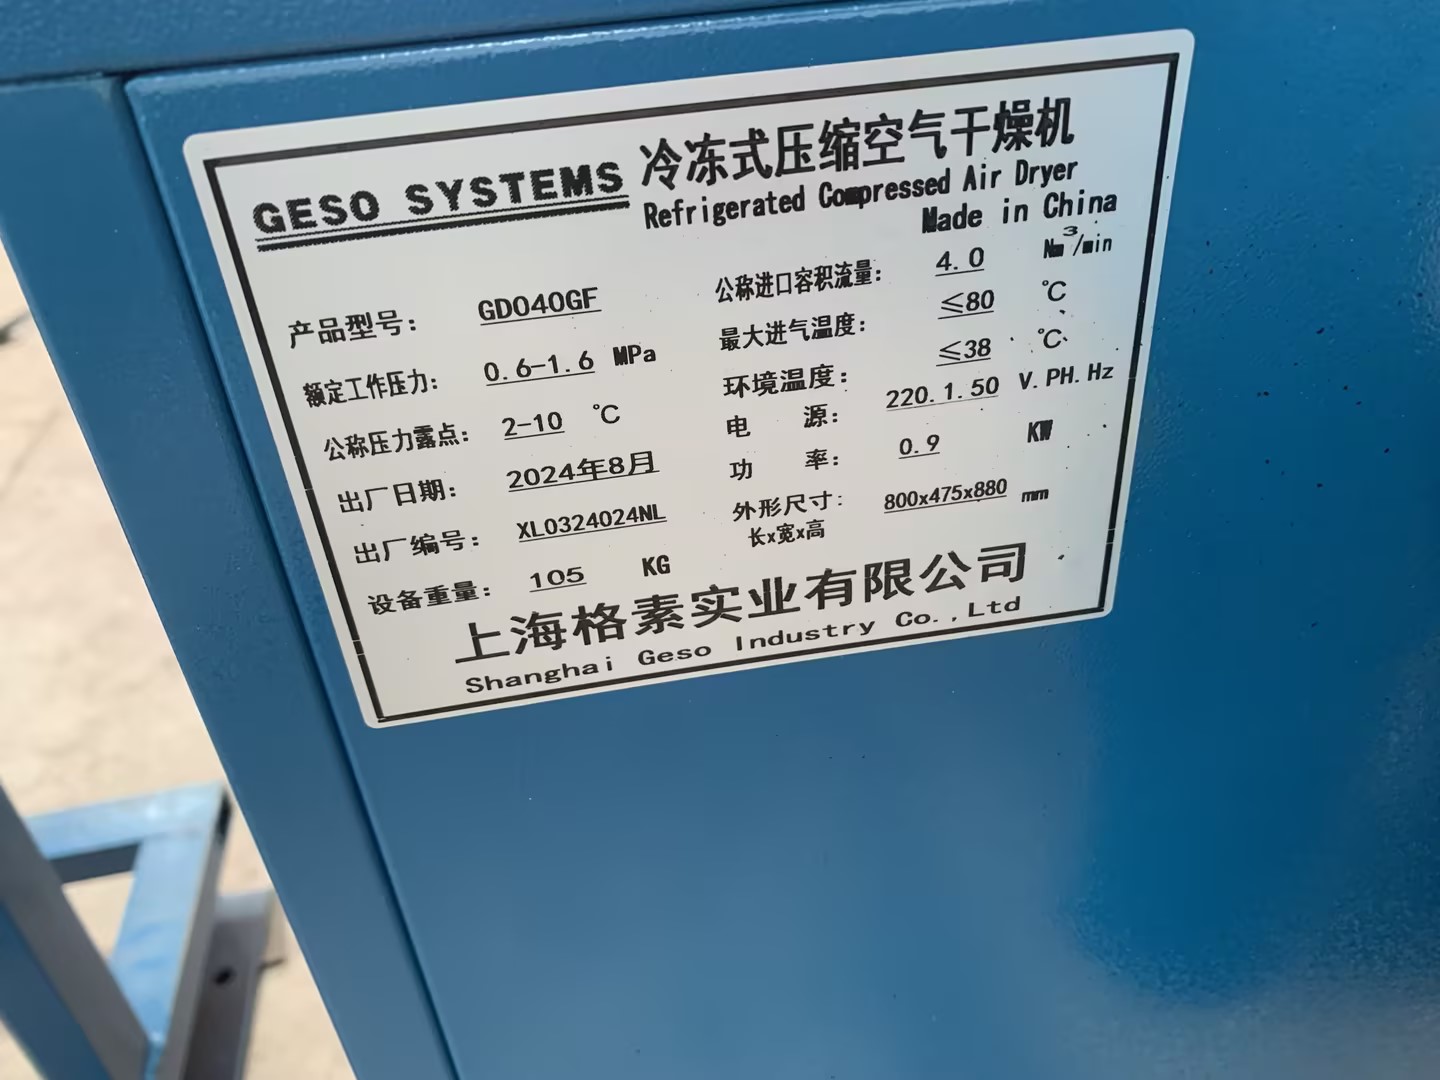 GESO SYSTEMS 冷冻式压缩空气干燥机
Refrigerated Compressed Air Dryer
Made in China
产品型号: GD040GF
额定工作压力: 0.6-1.6 MPa
公称压力露点: 2-10 ℃
出厂日期: 2024年8月
出厂编号: XL0324024NL
设备重量: 105 KG
公称进口容积流量: 4.0 Nm³/min
最大进气温度: ≤80 ℃
环境温度: ≤38 ℃
电 源: 220.1.50 V.PH.Hz
功 率: 0.9 KW
外形尺寸: 800x475x880 mm
长x宽x高
上海格素实业有限公司
Shanghai Geso Industry Co.,Ltd